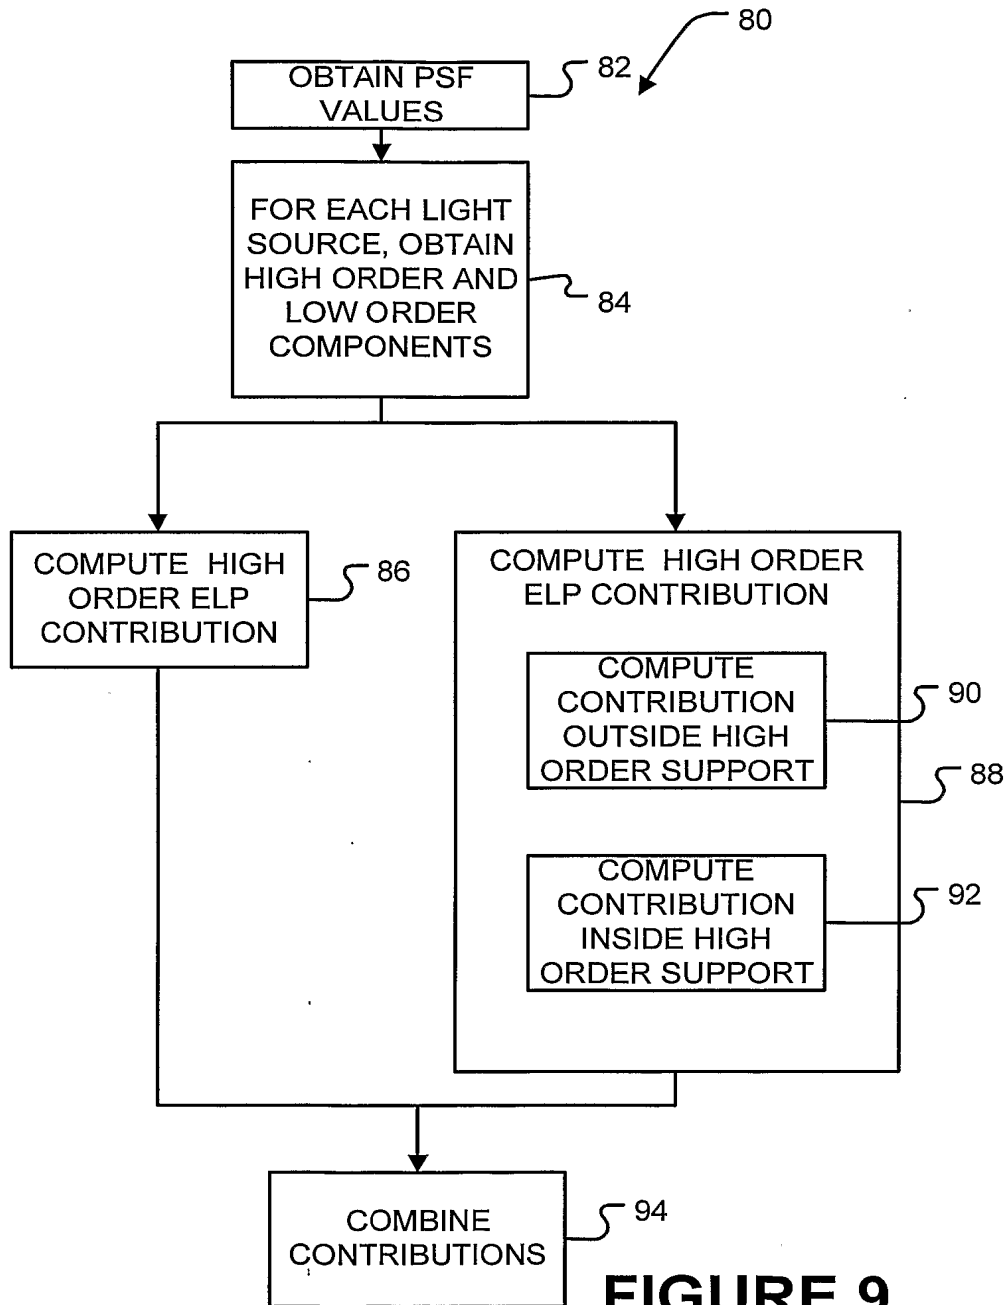 80
OBTAIN PSF
VALUES
82
FOR EACH LIGHT
SOURCE, OBTAIN
HIGH ORDER AND
LOW ORDER
COMPONENTS
84
COMPUTE HIGH
ORDER ELP
CONTRIBUTION
86
COMPUTE HIGH ORDER
ELP CONTRIBUTION
COMPUTE
CONTRIBUTION
OUTSIDE HIGH
ORDER SUPPORT
90
88
COMPUTE
CONTRIBUTION
INSIDE HIGH
ORDER SUPPORT
92
COMBINE
CONTRIBUTIONS
94
FIGURE 9